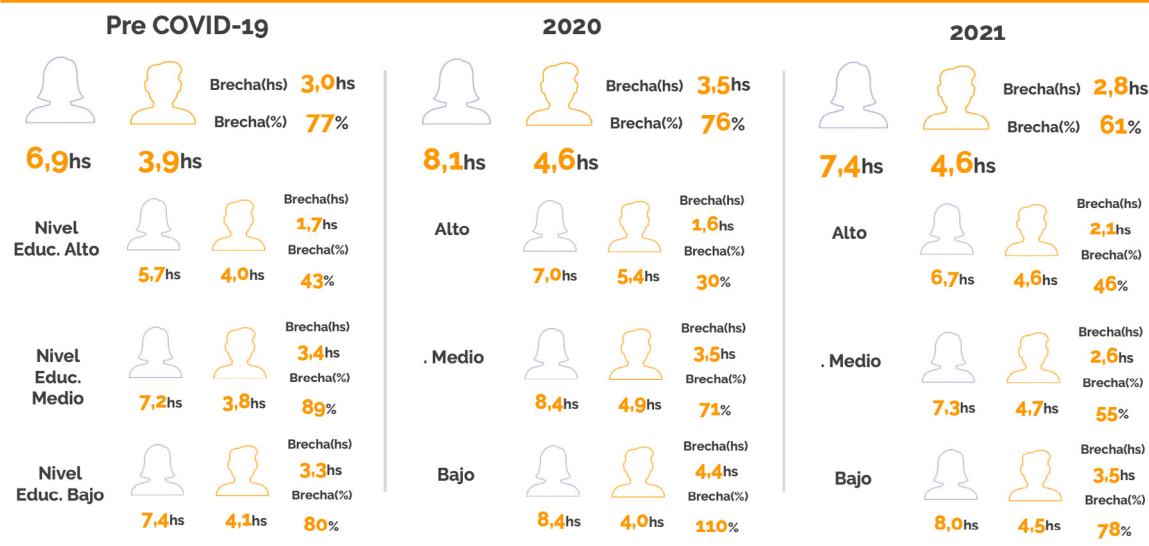 Pre COVID-19
Brecha(hs) 3,0hs
Brecha(%) 77%
6,9hs 3,9hs
Nivel
Educ. Alto
Brecha(hs)
1,7hs
Brecha(%)
5,7hs 4,0hs 43%
Nivel
Educ.
Medio
Brecha(hs)
3,4hs
Brecha(%)
7,2hs 3,8hs 89%
Nivel
Educ. Bajo
Brecha(hs)
3,3hs
Brecha(%)
7,4hs 4,1hs 80%
2020
Brecha(hs) 3,5hs
Brecha(%) 76%
8,1hs 4,6hs
Alto
Brecha(hs)
1,6hs
Brecha(%)
7,0hs 5,4hs 30%
. Medio
Brecha(hs)
3,5hs
Brecha(%)
8,4hs 4,9hs 71%
Bajo
Brecha(hs)
4,4hs
Brecha(%)
8,4hs 4,0hs 110%
2021
Brecha(hs) 2,8hs
Brecha(%) 61%
7,4hs 4,6hs
Alto
Brecha(hs)
2,1hs
Brecha(%)
6,7hs 4,6hs 46%
. Medio
Brecha(hs)
2,6hs
Brecha(%)
7,3hs 4,7hs 55%
Bajo
Brecha(hs)
3,5hs
Brecha(%)
8,0hs 4,5hs 78%